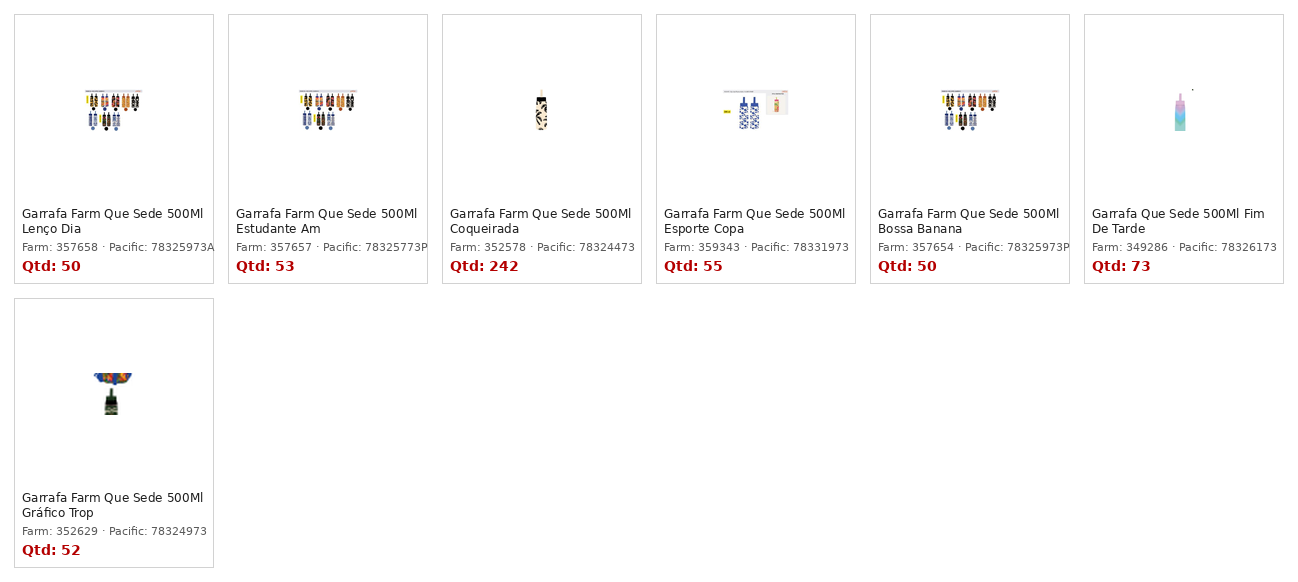 Garrafa Farm Que Sede 500Ml
Lenço Dia
Farm: 357658 · Pacific: 78325973A
Qtd: 50
Garrafa Farm Que Sede 500Ml
Estudante Am
Farm: 357657 · Pacific: 78325773P
Qtd: 53
Garrafa Farm Que Sede 500Ml
Coqueirada
Farm: 352578 · Pacific: 78324473
Qtd: 242
Garrafa Farm Que Sede 500Ml
Esporte Copa
Farm: 359343 · Pacific: 78331973
Qtd: 55
Garrafa Farm Que Sede 500Ml
Bossa Banana
Farm: 357654 · Pacific: 78325973P
Qtd: 50
Garrafa Que Sede 500Ml Fim
De Tarde
Farm: 349286 · Pacific: 78326173
Qtd: 73
Garrafa Farm Que Sede 500Ml
Gráfico Trop
Farm: 352629 · Pacific: 78324973
Qtd: 52